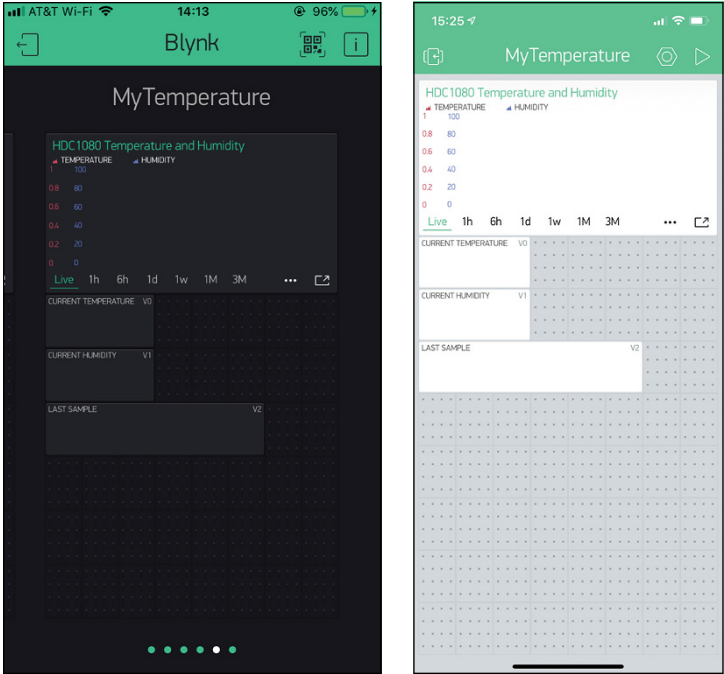 AT&T Wi-Fi 14:13 96%
Blynk
MyTemperature
HDC1080 Temperature and Humidity
TEMPERATURE HUMIDITY
1 100
0.8 80
0.6 60
0.4 40
0.2 20
0 0
Live 1h 6h 1d 1w 1M 3M
CURRENT TEMPERATURE V0
CURRENT HUMIDITY V1
LAST SAMPLE V2
15:25
MyTemperature
HDC1080 Temperature and Humidity
TEMPERATURE HUMIDITY
1 100
0.8 80
0.6 60
0.4 40
0.2 20
0 0
Live 1h 6h 1d 1w 1M 3M
CURRENT TEMPERATURE V0
CURRENT HUMIDITY V1
LAST SAMPLE V2